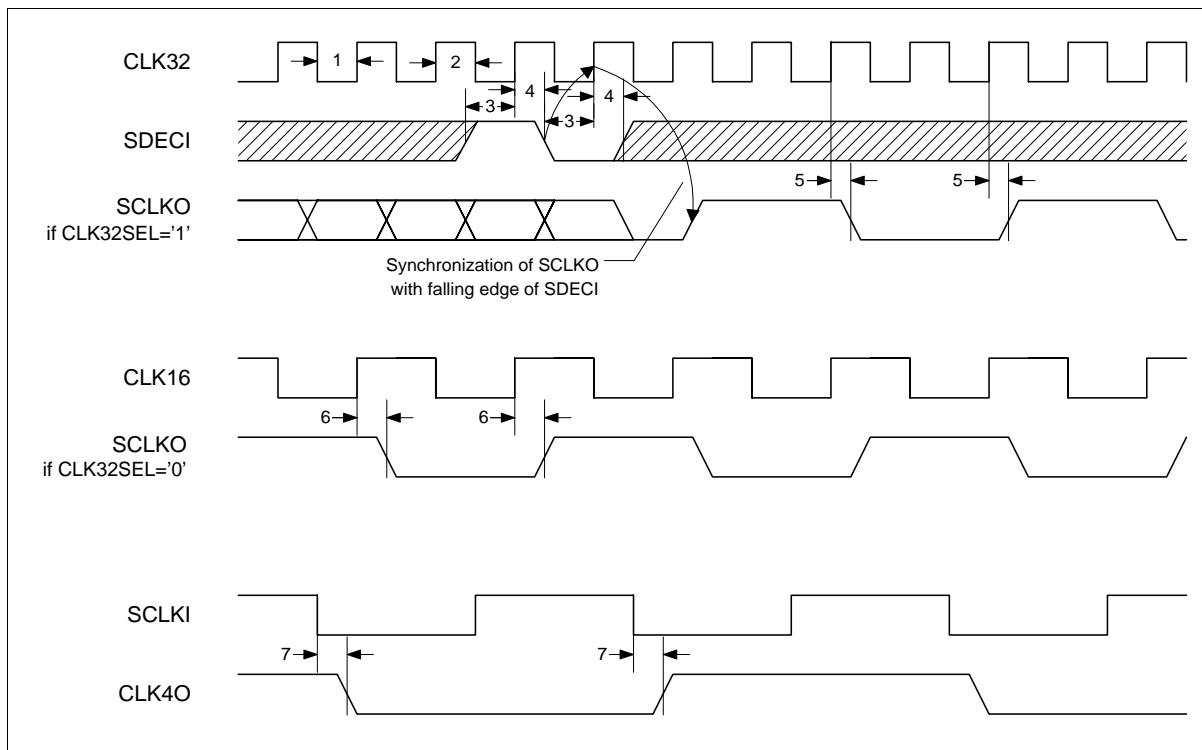 CLK32
1
2
3
4
3
4
SDECI
5
5
SCLKO
if CLK32SEL='1'
Synchronization of SCLKO
with falling edge of SDECI
CLK16
6
6
SCLKO
if CLK32SEL='0'
SCLKI
7
7
CLK4O